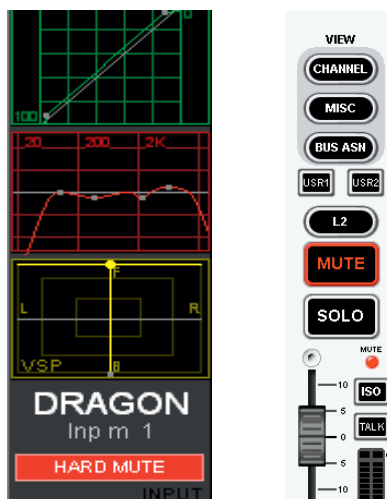 100
20 200 2K
F
L R
VSP B
DRAGON
Inp m 1
HARD MUTE
INPUT
VIEW
CHANNEL
MISC
BUS ASN
USR1 USR2
L2
MUTE
SOLO
MUTE
10 ISO
5
0 TALK
5
10